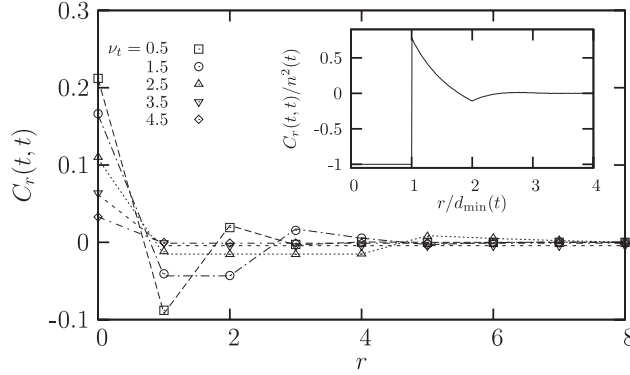 0.3
0.2
0.1
0
-0.1
C_r(t, t)
ν_t = 0.5
1.5
2.5
3.5
4.5
0 2 4 6 8
r
C_r(t, t)/n²(t)
0.5
0
-0.5
-1
0 1 2 3 4
r/d_min(t)